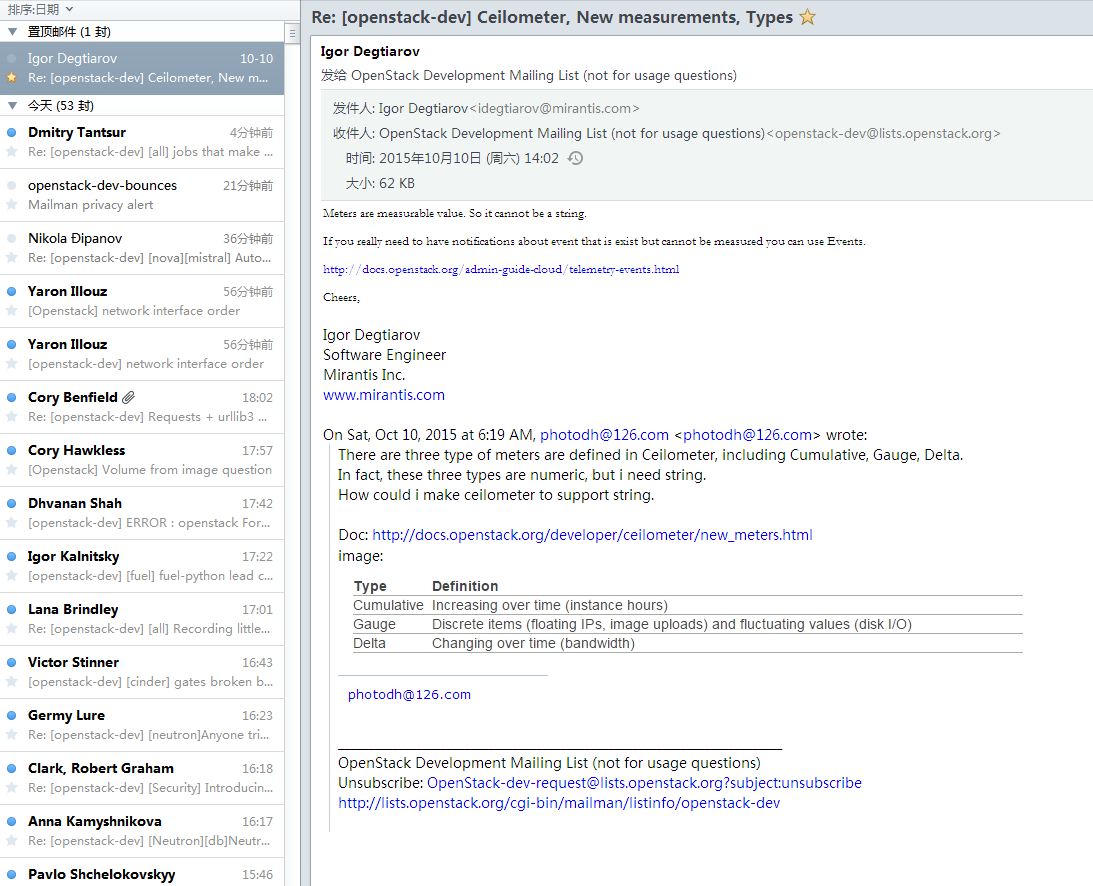 排序:日期
置顶邮件 (1 封)
Igor Degtiarov 10-10
Re: [openstack-dev] Ceilometer, New m...
今天 (53 封)
Dmitry Tantsur 4分钟前
Re: [openstack-dev] [all] jobs that make ...
openstack-dev-bounces 21分钟前
Mailman privacy alert
Nikola Đipanov 36分钟前
Re: [openstack-dev] [nova][mistral] Auto...
Yaron Illouz 56分钟前
[Openstack] network interface order
Yaron Illouz 56分钟前
[openstack-dev] network interface order
Cory Benfield 18:02
Re: [openstack-dev] Requests + urllib3 ...
Cory Hawkless 17:57
[Openstack] Volume from image question
Dhvanan Shah 17:42
[openstack-dev] ERROR : openstack For...
Igor Kalnitsky 17:22
[openstack-dev] [fuel] fuel-python lead c...
Lana Brindley 17:01
Re: [openstack-dev] [all] Recording little...
Victor Stinner 16:43
[openstack-dev] [cinder] gates broken b...
Germy Lure 16:23
Re: [openstack-dev] [neutron]Anyone tri...
Clark, Robert Graham 16:18
Re: [openstack-dev] [Security] Introducin...
Anna Kamyshnikova 16:17
Re: [openstack-dev] [Neutron][db]Neutr...
Pavlo Shchelokovskyy 15:46
Re: [openstack-dev] Ceilometer, New measurements, Types
Igor Degtiarov
发给 OpenStack Development Mailing List (not for usage questions)
发件人: Igor Degtiarov<idegtiarov@mirantis.com>
收件人: OpenStack Development Mailing List (not for usage questions)<openstack-dev@lists.openstack.org>
时间: 2015年10月10日 (周六) 14:02
大小: 62 KB
Meters are measurable value. So it cannot be a string.
If you really need to have notifications about event that is exist but cannot be measured you can use Events.
http://docs.openstack.org/admin-guide-cloud/telemetry-events.html
Cheers,
Igor Degtiarov
Software Engineer
Mirantis Inc.
www.mirantis.com
On Sat, Oct 10, 2015 at 6:19 AM, photodh@126.com <photodh@126.com> wrote:
There are three type of meters are defined in Ceilometer, including Cumulative, Gauge, Delta.
In fact, these three types are numeric, but i need string.
How could i make ceilometer to support string.
Doc: http://docs.openstack.org/developer/ceilometer/new_meters.html
image:
Type Definition
Cumulative Increasing over time (instance hours)
Gauge Discrete items (floating IPs, image uploads) and fluctuating values (disk I/O)
Delta Changing over time (bandwidth)
photodh@126.com
OpenStack Development Mailing List (not for usage questions)
Unsubscribe: OpenStack-dev-request@lists.openstack.org?subject:unsubscribe
http://lists.openstack.org/cgi-bin/mailman/listinfo/openstack-dev